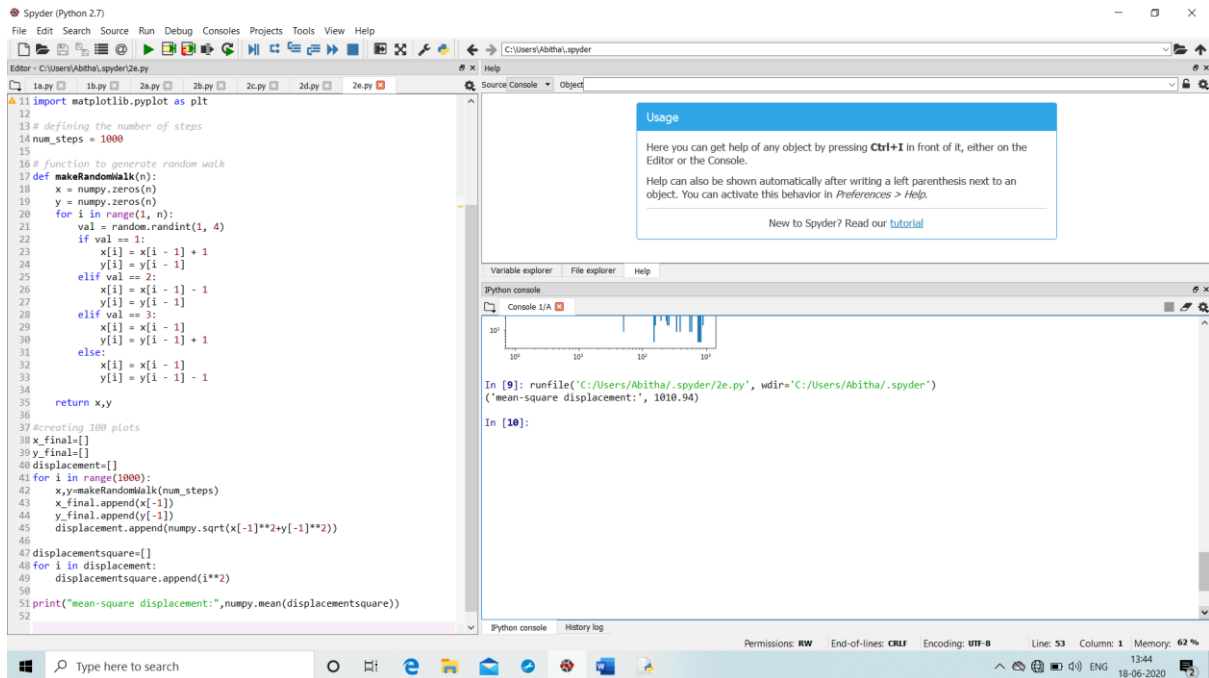 Spyder (Python 2.7)
File Edit Search Source Run Debug Consoles Projects Tools View Help
C:\Users\Abitha\.spyder
Editor - C:\Users\Abitha\.spyder\2e.py
1a.py 1b.py 2a.py 2b.py 2c.py 2d.py 2e.py
11 import matplotlib.pyplot as plt
12
13 # defining the number of steps
14 num_steps = 1000
15
16 # function to generate random walk
17 def makeRandomWalk(n):
18     x = numpy.zeros(n)
19     y = numpy.zeros(n)
20     for i in range(1, n):
21         val = random.randint(1, 4)
22         if val == 1:
23             x[i] = x[i - 1] + 1
24             y[i] = y[i - 1]
25         elif val == 2:
26             x[i] = x[i - 1] - 1
27             y[i] = y[i - 1]
28         elif val == 3:
29             x[i] = x[i - 1]
30             y[i] = y[i - 1] + 1
31         else:
32             x[i] = x[i - 1]
33             y[i] = y[i - 1] - 1
34
35     return x,y
36
37 #creating 100 plots
38 x_final=[]
39 y_final=[]
40 displacement=[]
41 for i in range(1000):
42     x,y=makeRandomWalk(num_steps)
43     x_final.append(x[-1])
44     y_final.append(y[-1])
45     displacement.append(numpy.sqrt(x[-1]**2+y[-1]**2))
46
47 displacementsquare=[]
48 for i in displacement:
49     displacementsquare.append(i**2)
50
51 print("mean-square displacement:",numpy.mean(displacementsquare))
52
Help
Source Console Object
Usage
Here you can get help of any object by pressing Ctrl+I in front of it, either on the
Editor or the Console.
Help can also be shown automatically after writing a left parenthesis next to an
object. You can activate this behavior in Preferences > Help.
New to Spyder? Read our tutorial
Variable explorer File explorer Help
IPython console
Console 1/A
10⁰ 10¹ 10² 10³
In [9]: runfile('C:/Users/Abitha/.spyder/2e.py', wdir='C:/Users/Abitha/.spyder')
('mean-square displacement:', 1010.94)
In [10]:
IPython console History log
Permissions: RW End-of-lines: CRLF Encoding: UTF-8 Line: 53 Column: 1 Memory: 62 %
Type here to search
ENG
13:44
18-06-2020